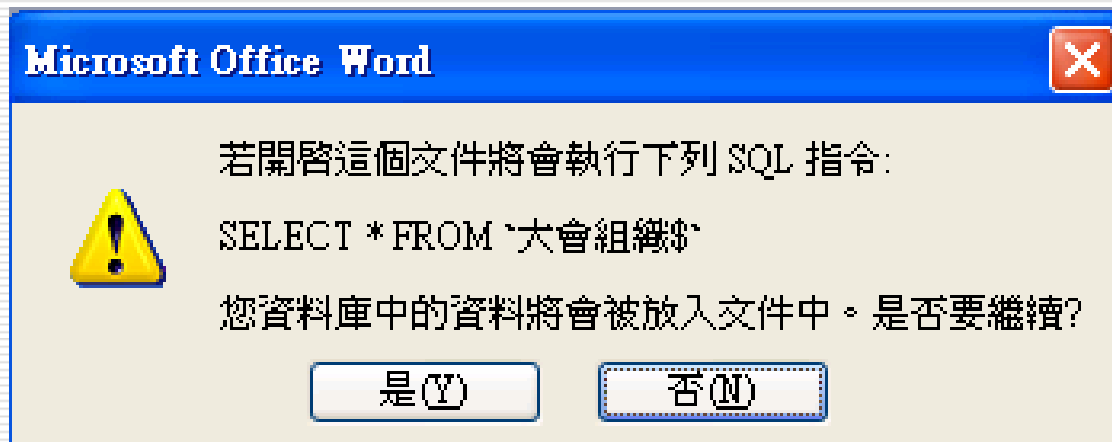 Microsoft Office Word
若開啓這個文件將會執行下列 SQL 指令:
SELECT * FROM `大會組織$`
您資料庫中的資料將會被放入文件中。是否要繼續?
是(Y) 否(N)